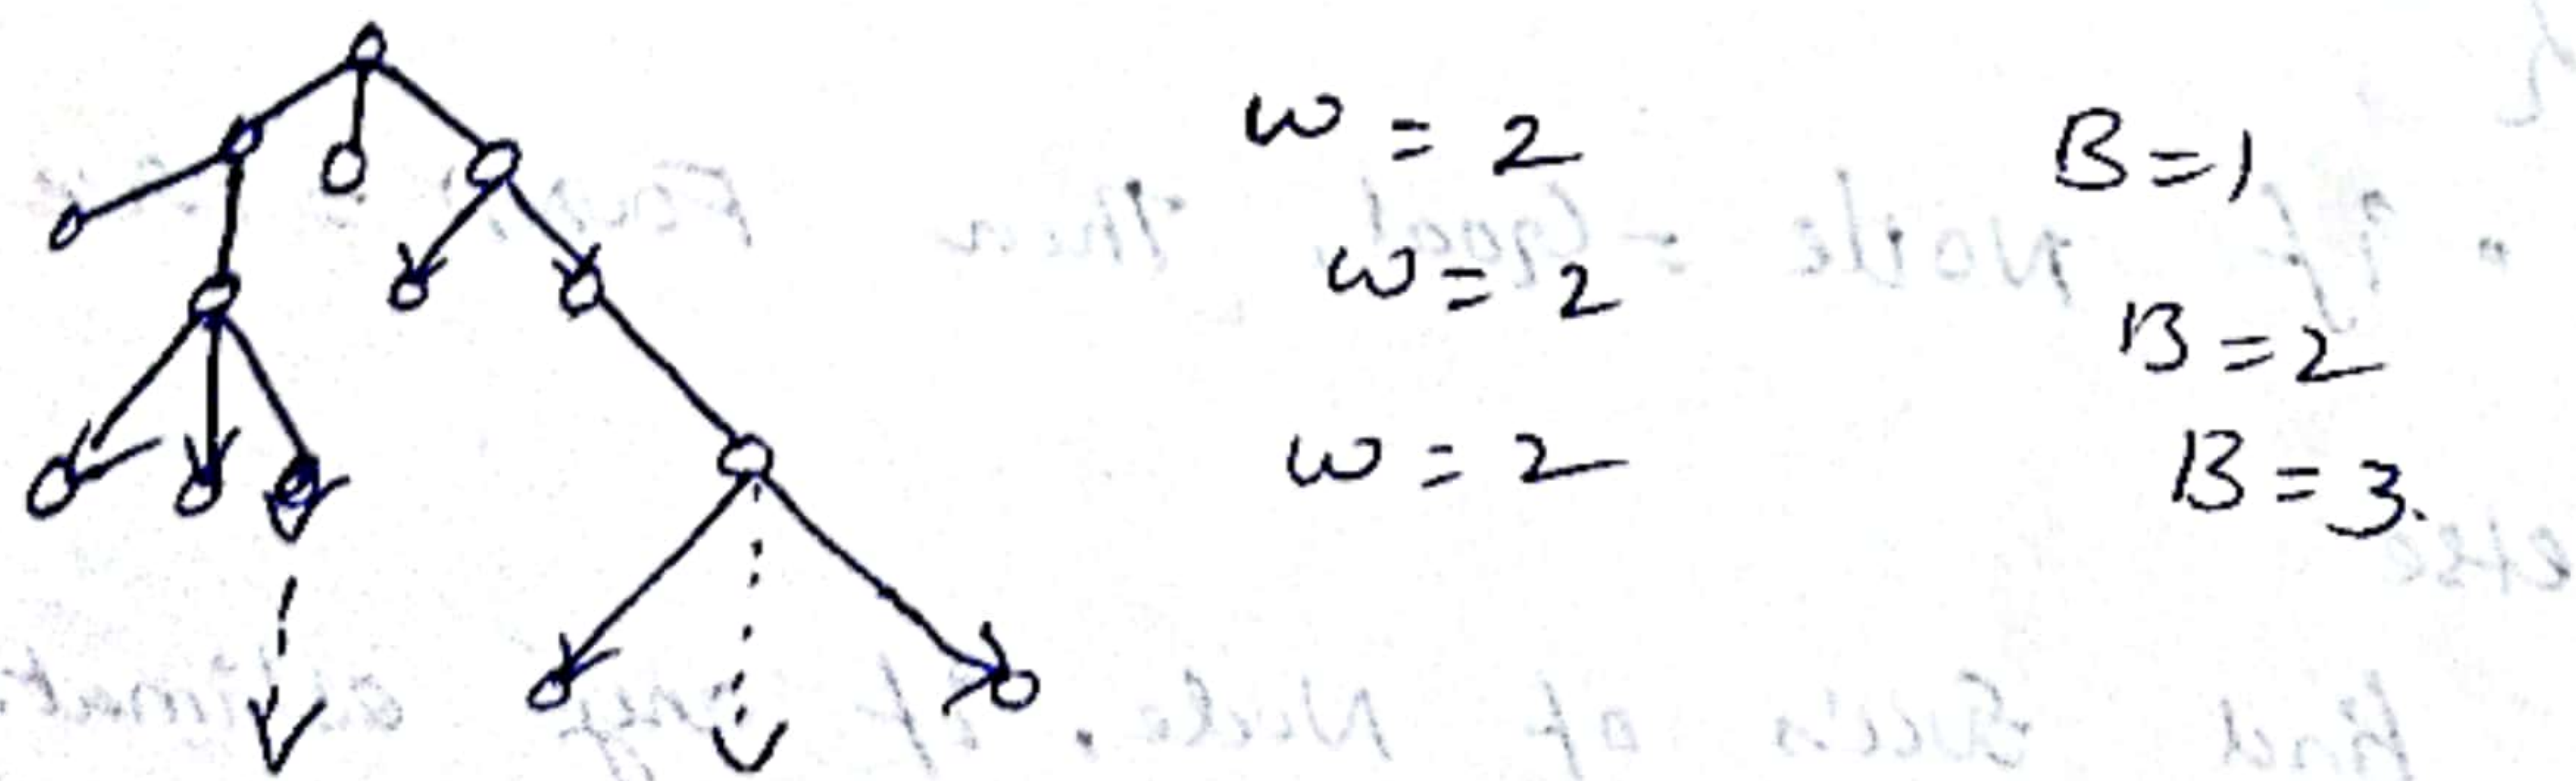 w = 2 B = 1
w = 2 B = 2
w = 2 B = 3.